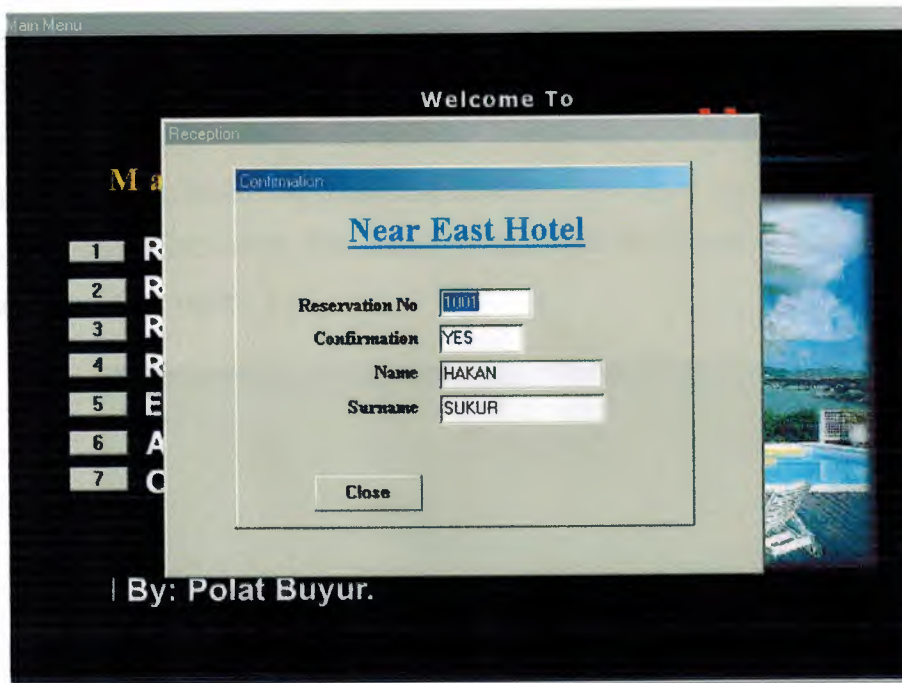 Main Menu
Welcome To
Reception
Ma
Confirmation
Near East Hotel
1 R
Reservation No 1001
2 R
Confirmation YES
3 R
Name HAKAN
4 R
Surname SUKUR
5 E
6 A
7
Close
By: Polat Buyur.